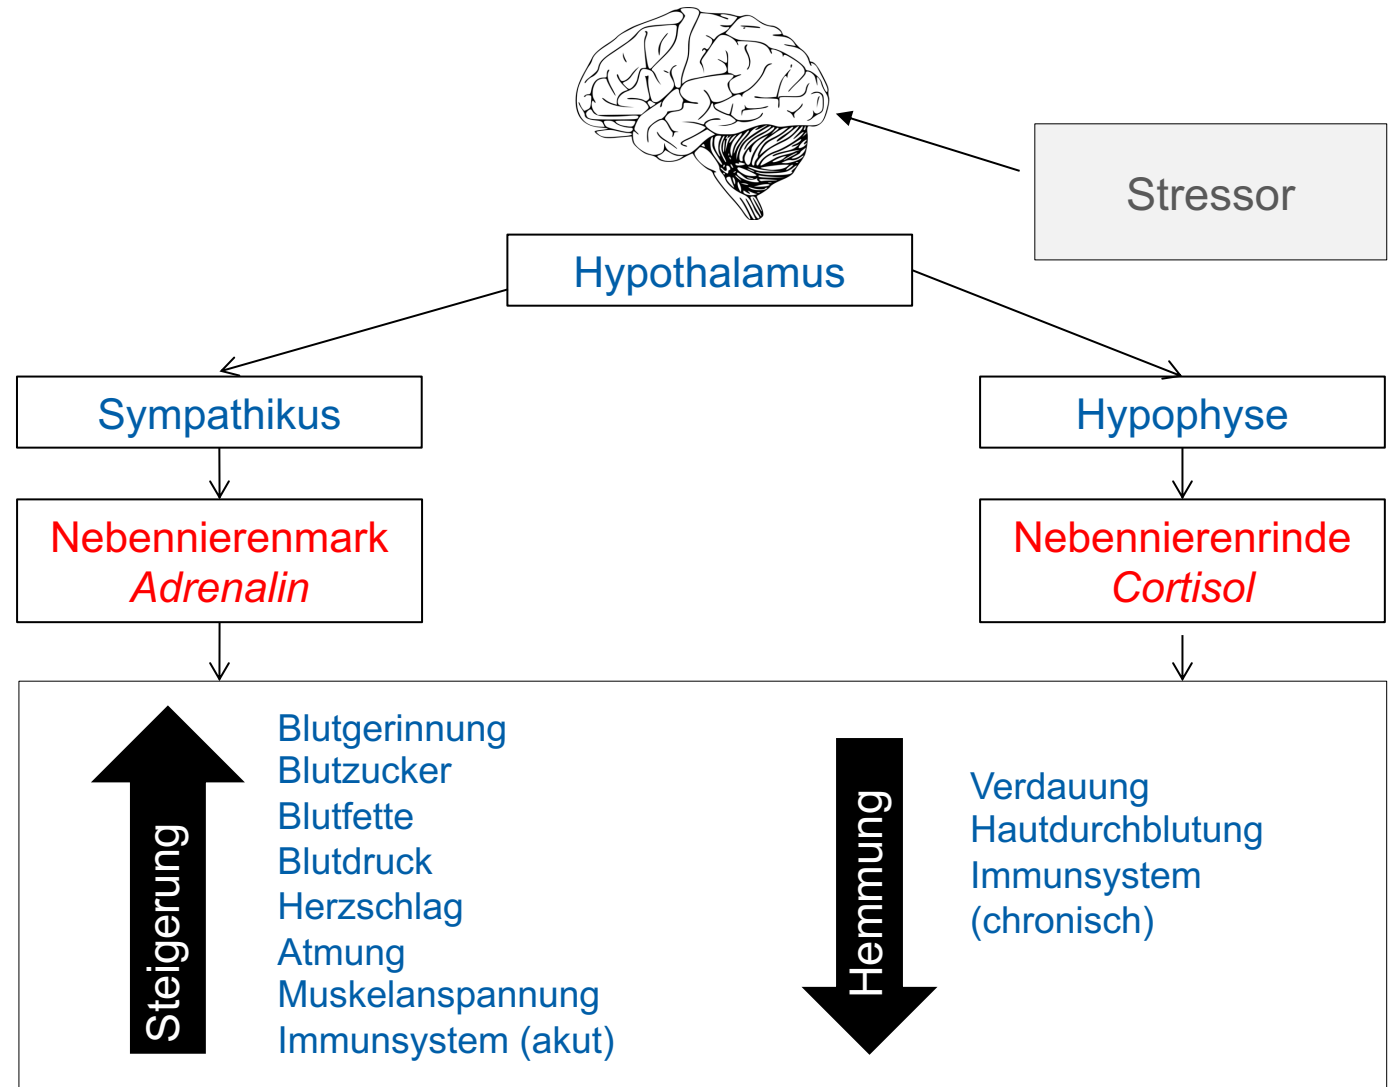 Stressor
Hypothalamus
Sympathikus
Hypophyse
Nebennierenmark
Adrenalin
Nebennierenrinde
Cortisol
Steigerung
Blutgerinnung
Blutzucker
Blutfette
Blutdruck
Herzschlag
Atmung
Muskelanspannung
Immunsystem (akut)
Hemmung
Verdauung
Hautdurchblutung
Immunsystem
(chronisch)